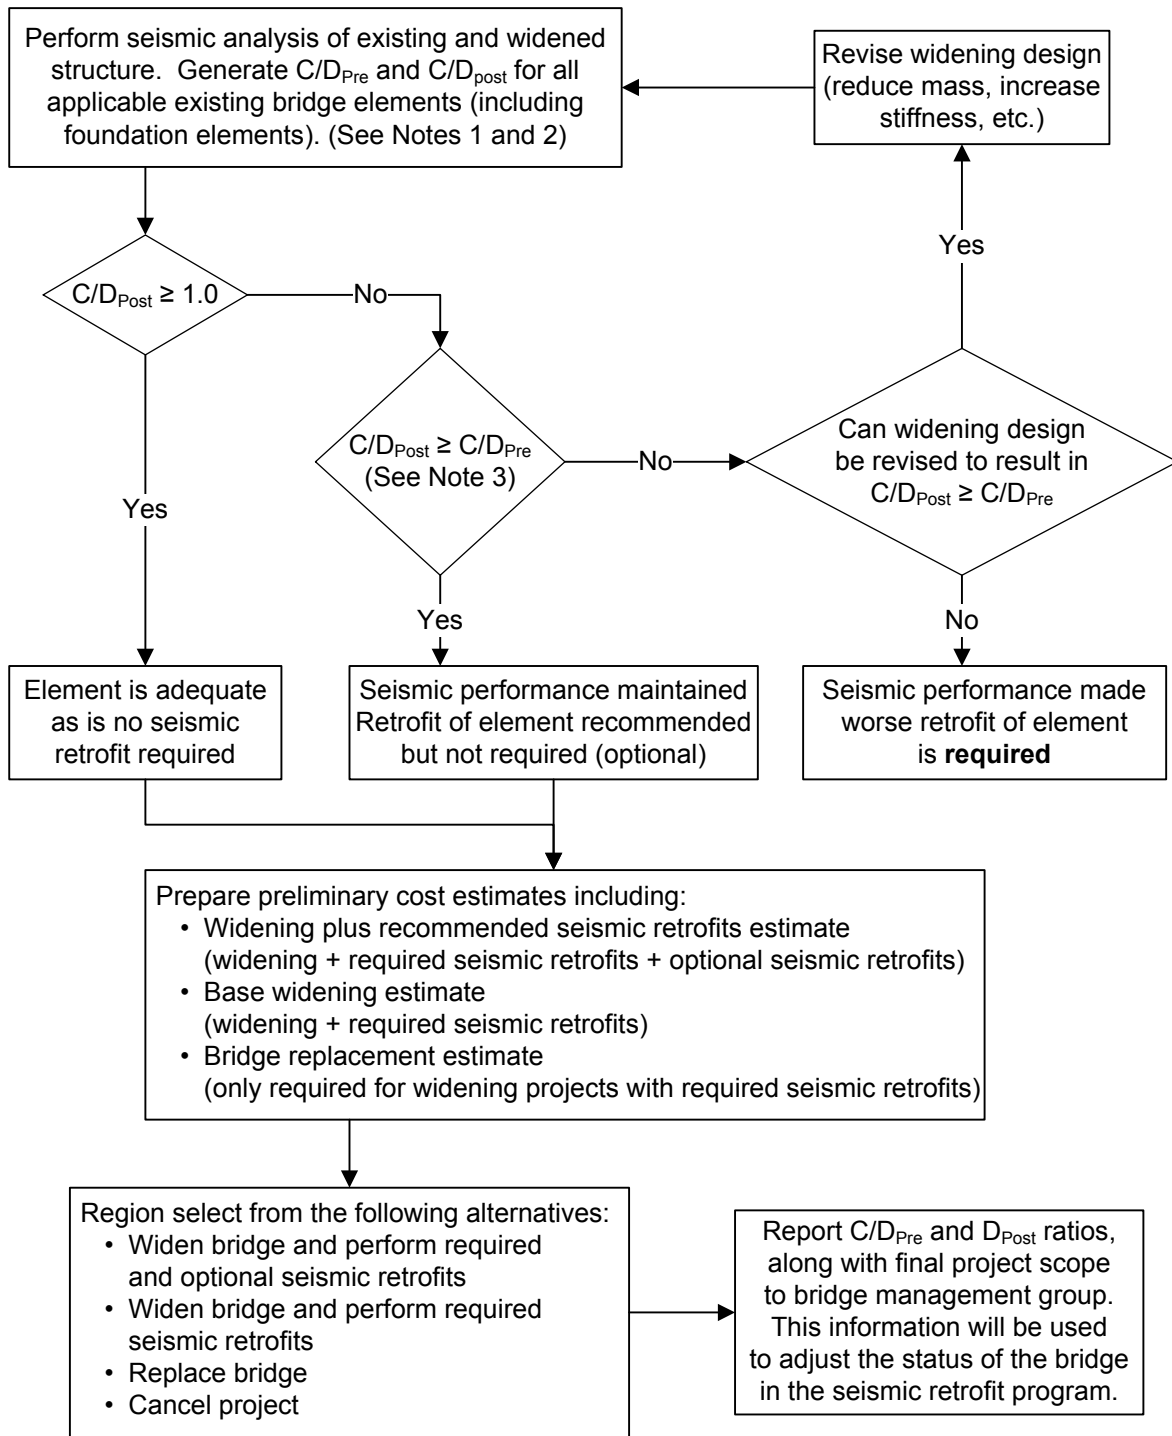 Perform seismic analysis of existing and widened
structure.  Generate C/DPre and C/Dpost for all
applicable existing bridge elements (including
foundation elements). (See Notes 1 and 2)
Revise widening design
(reduce mass, increase
stiffness, etc.)
Yes
C/DPost ≥ 1.0
No
C/DPost ≥ C/DPre
(See Note 3)
No
Can widening design
be revised to result in
C/DPost ≥ C/DPre
Yes
Yes
No
Element is adequate
as is no seismic
retrofit required
Seismic performance maintained
Retrofit of element recommended
but not required (optional)
Seismic performance made
worse retrofit of element
is required
Prepare preliminary cost estimates including:
• Widening plus recommended seismic retrofits estimate
(widening + required seismic retrofits + optional seismic retrofits)
• Base widening estimate
(widening + required seismic retrofits)
• Bridge replacement estimate
(only required for widening projects with required seismic retrofits)
Region select from the following alternatives:
• Widen bridge and perform required
and optional seismic retrofits
• Widen bridge and perform required
seismic retrofits
• Replace bridge
• Cancel project
Report C/DPre and DPost ratios,
along with final project scope
to bridge management group.
This information will be used
to adjust the status of the bridge
in the seismic retrofit program.